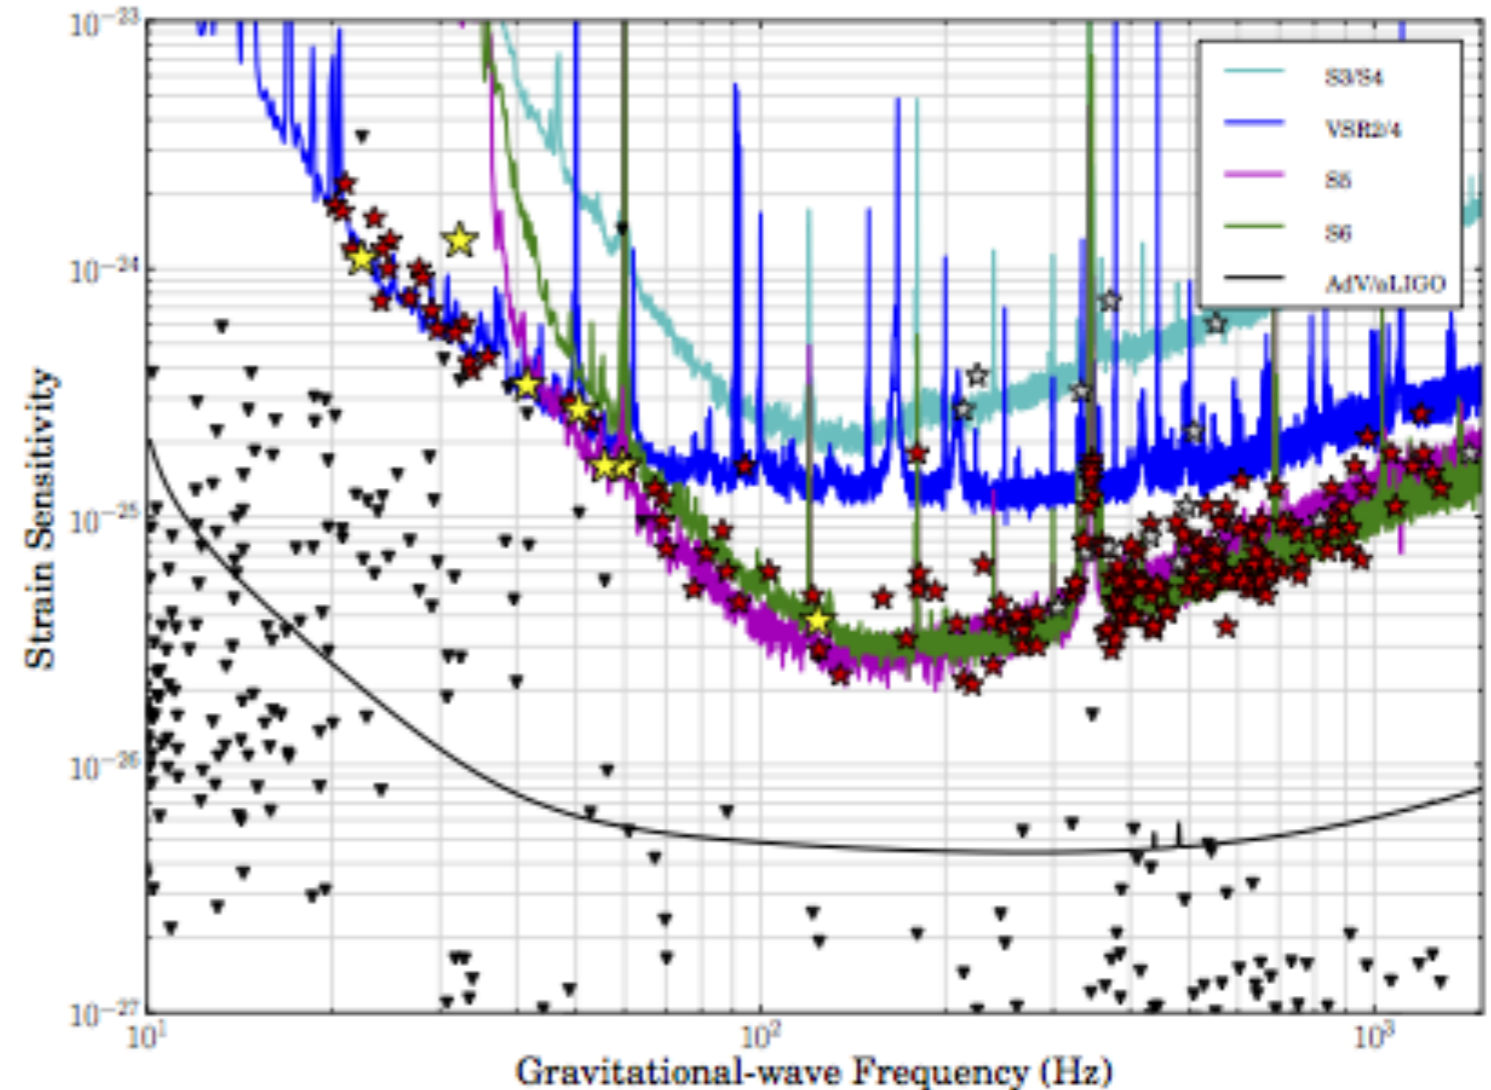 10⁻²³
10⁻²⁴
10⁻²⁵
10⁻²⁶
10⁻²⁷
Strain Sensitivity
S3/S4
VSR2/4
S5
S6
AdV/aLIGO
10¹
10²
10³
Gravitational-wave Frequency (Hz)